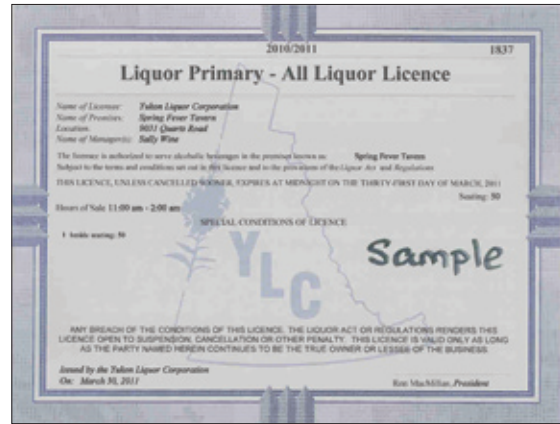 2010/2011 1837
Liquor Primary - All Liquor Licence
Name of Licensee: Yukon Liquor Corporation
Name of Premises: Spring Fever Tavern
Location: 9031 Quartz Road
Name of Manager(s): Sally Wine
The licensee is authorized to serve alcoholic beverages in the premises known as: Spring Fever Tavern
Subject to the terms and conditions set out in this licence and to the provisions of the Liquor Act and Regulations
THIS LICENCE, UNLESS CANCELLED SOONER, EXPIRES AT MIDNIGHT ON THE THIRTY-FIRST DAY OF MARCH, 2011
Seating: 50
Hours of Sale 11:00 am - 2:00 am
SPECIAL CONDITIONS OF LICENCE
1 Inside seating: 50
Sample
YLC
ANY BREACH OF THE CONDITIONS OF THIS LICENCE, THE LIQUOR ACT OR REGULATIONS RENDERS THIS
LICENCE OPEN TO SUSPENSION, CANCELLATION OR OTHER PENALTY. THIS LICENCE IS VALID ONLY AS LONG
AS THE PARTY NAMED HEREIN CONTINUES TO BE THE TRUE OWNER OR LESSEE OF THE BUSINESS.
Issued by the Yukon Liquor Corporation
On: March 30, 2011 Ron MacMillan, President